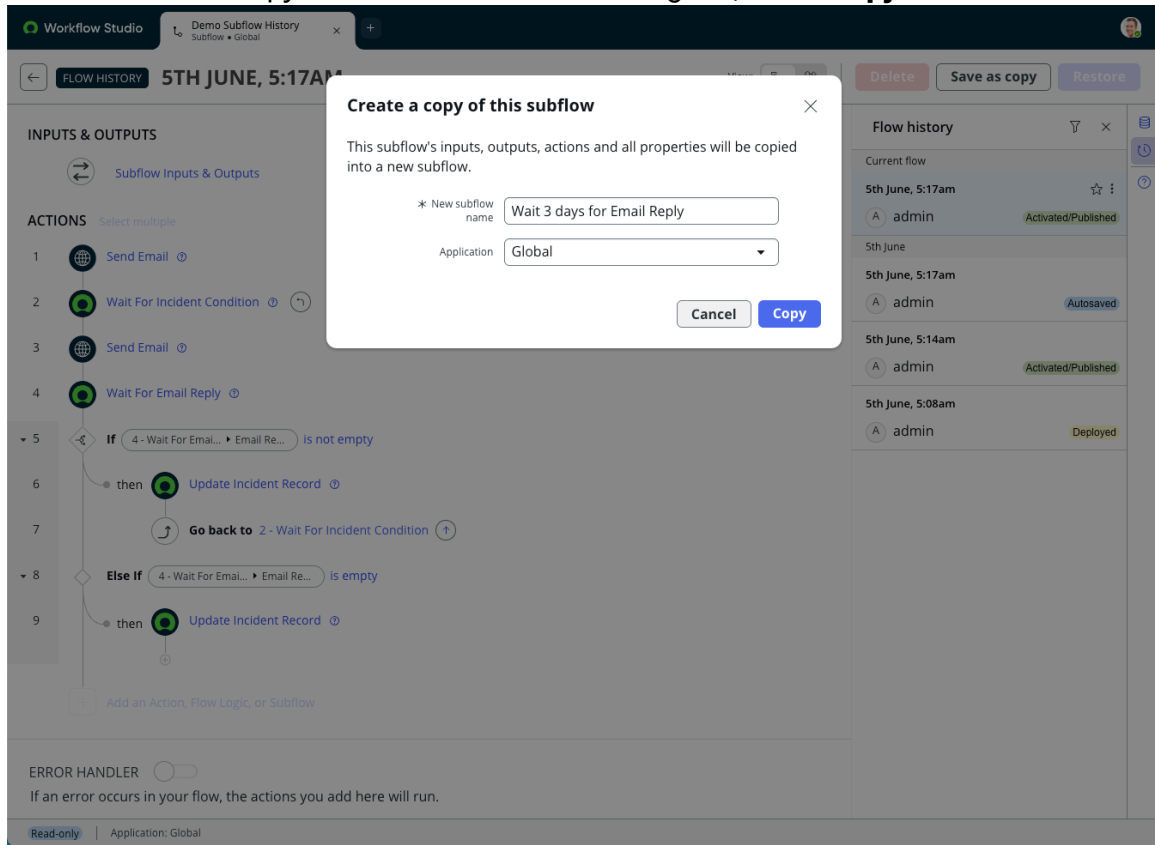 Workflow Studio
Demo Subflow History
Subflow • Global
FLOW HISTORY
5TH JUNE, 5:17AM
Delete
Save as copy
Restore
Create a copy of this subflow
This subflow's inputs, outputs, actions and all properties will be copied
into a new subflow.
New subflow
name
Wait 3 days for Email Reply
Application
Global
Cancel
Copy
INPUTS & OUTPUTS
Subflow Inputs & Outputs
ACTIONS Select multiple
1 Send Email
2 Wait For Incident Condition
3 Send Email
4 Wait For Email Reply
5 If 4 - Wait For Emai... Email Re... is not empty
6 then Update Incident Record
7 Go back to 2 - Wait For Incident Condition
8 Else If 4 - Wait For Emai... Email Re... is empty
9 then Update Incident Record
Add an Action, Flow Logic, or Subflow
ERROR HANDLER
If an error occurs in your flow, the actions you add here will run.
Flow history
Current flow
5th June, 5:17am
A admin Activated/Published
5th June
5th June, 5:17am
A admin Autosaved
5th June, 5:14am
A admin Activated/Published
5th June, 5:08am
A admin Deployed
Read-only Application: Global